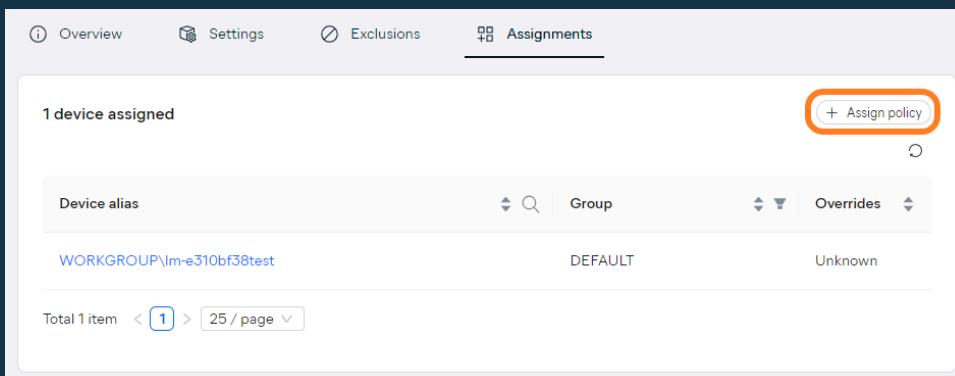 Overview Settings Exclusions Assignments
1 device assigned + Assign policy
Device alias Group Overrides
WORKGROUP\lm-e310bf38test DEFAULT Unknown
Total 1 item < 1 > 25 / page